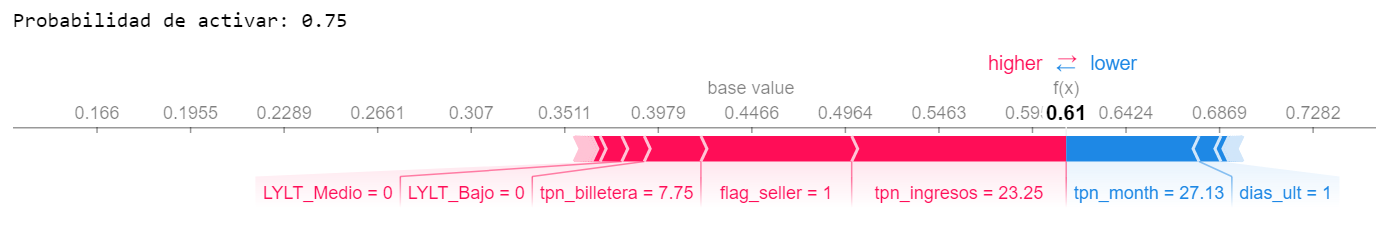 Probabilidad de activar: 0.75
higher lower
base value f(x)
0.166 0.1955 0.2289 0.2661 0.307 0.3511 0.3979 0.4466 0.4964 0.5463 0.59 0.61 0.6424 0.6869 0.7282
LYLT_Medio = 0 LYLT_Bajo = 0 tpn_billetera = 7.75 flag_seller = 1 tpn_ingresos = 23.25 tpn_month = 27.13 dias_ult = 1